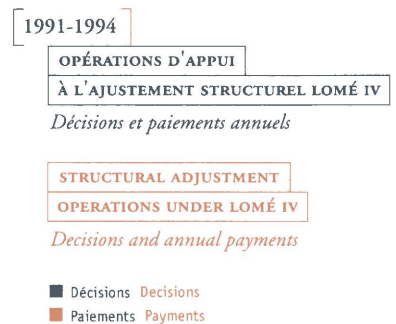 1991-1994
OPÉRATIONS D'APPUI
À L'AJUSTEMENT STRUCTUREL LOMÉ IV
Décisions et paiements annuels
STRUCTURAL ADJUSTMENT
OPERATIONS UNDER LOMÉ IV
Decisions and annual payments
Décisions Decisions
Paiements Payments